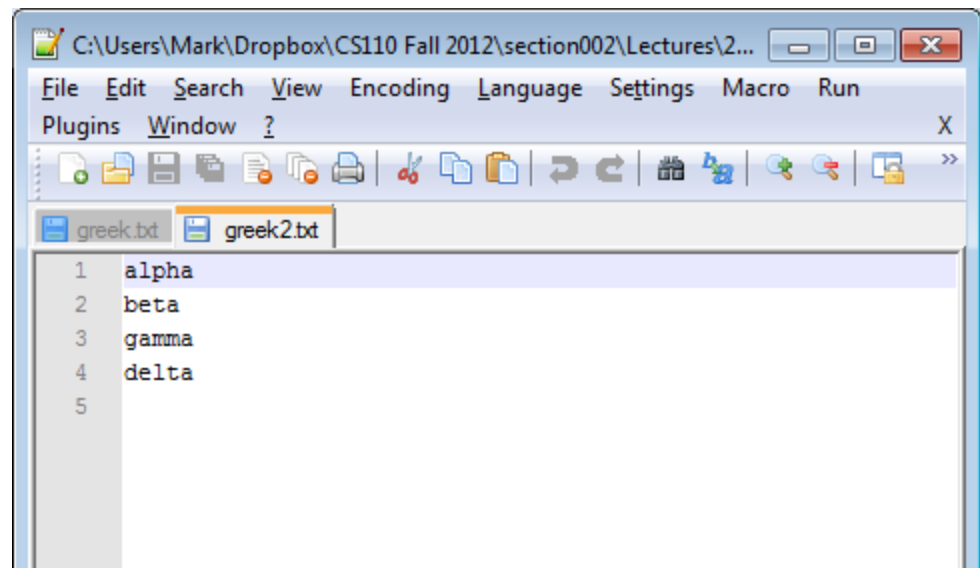 C:\Users\Mark\Dropbox\CS110 Fall 2012\section002\Lectures\2...
File Edit Search View Encoding Language Settings Macro Run
Plugins Window ? X
greek.txt greek2.txt
1 alpha
2 beta
3 gamma
4 delta
5